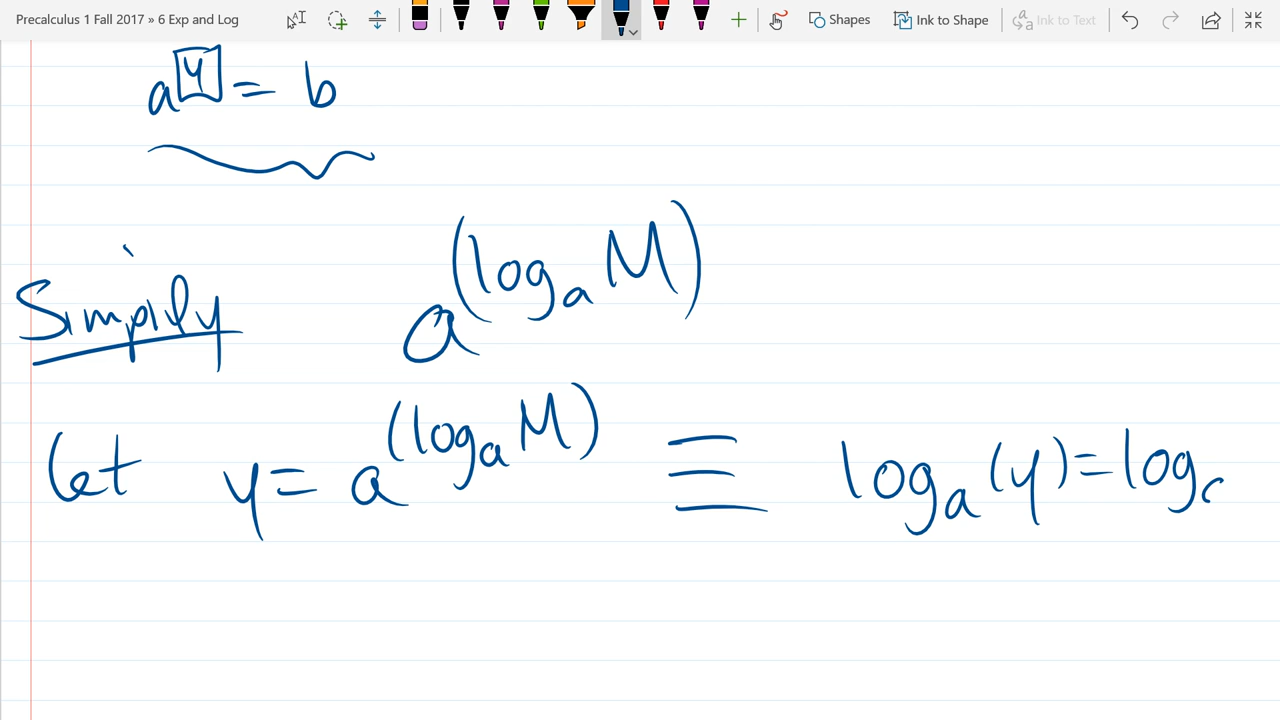 Precalculus 1 Fall 2017 » 6 Exp and Log
Shapes
Ink to Shape
Ink to Text
a^y = b
Simplify a^(log_a M)
Let y = a^(log_a M) ≡ log_a (y) = log